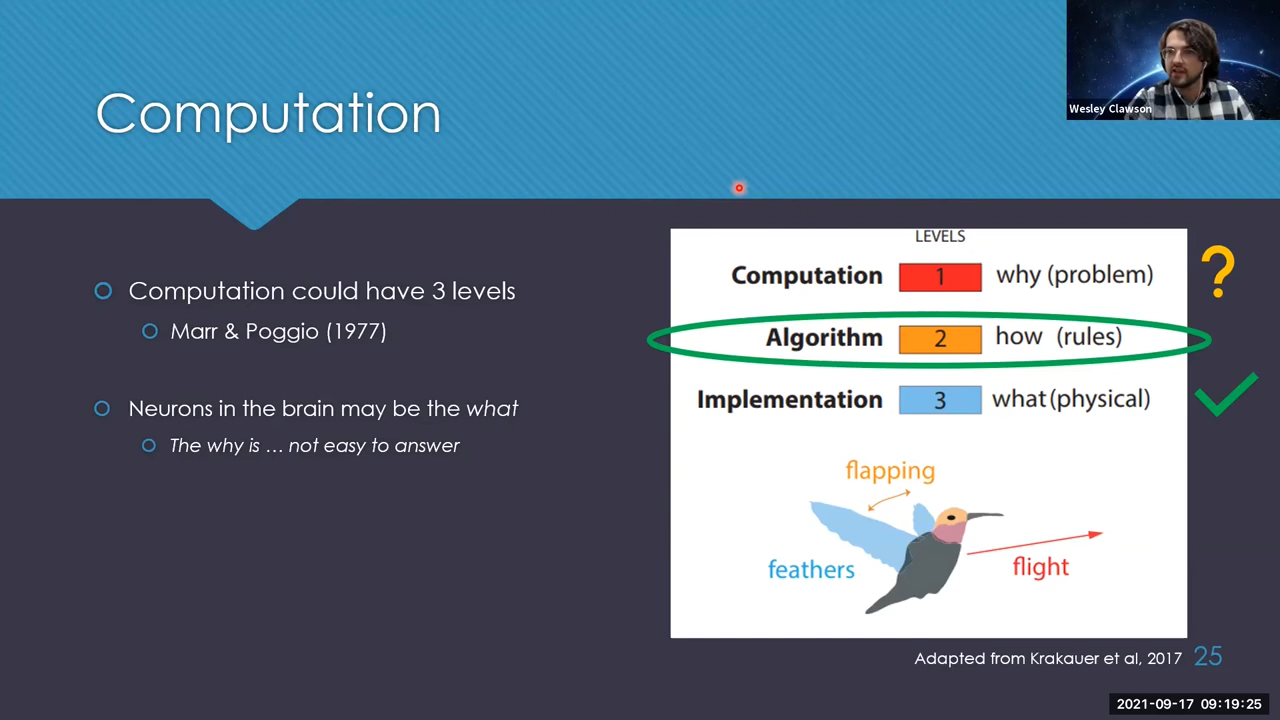 Computation
Wesley Clawson
Computation could have 3 levels
Marr & Poggio (1977)
Neurons in the brain may be the what
The why is … not easy to answer
LEVELS
Computation 1 why (problem)
?
Algorithm 2 how (rules)
Implementation 3 what (physical)
flapping
feathers
flight
Adapted from Krakauer et al, 2017
25
2021-09-17 09:19:25